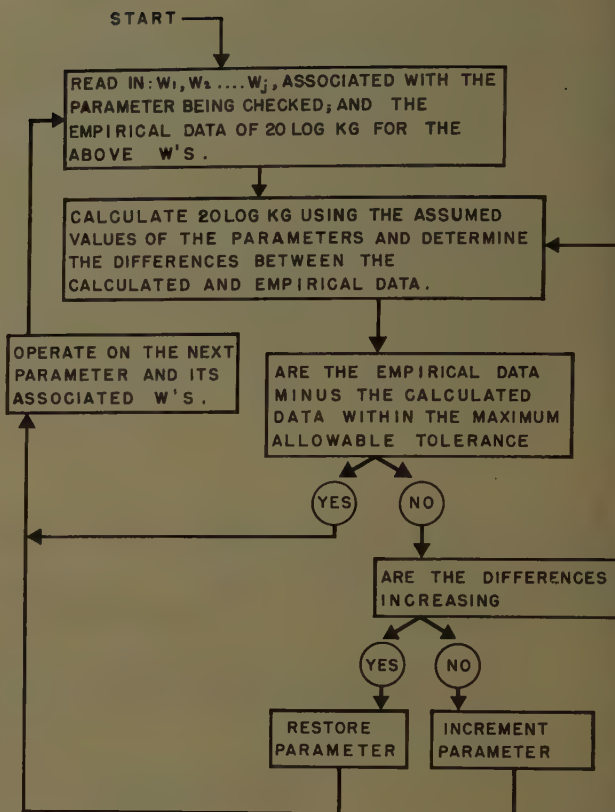 START
READ IN: W₁, W₂ .... Wⱼ, ASSOCIATED WITH THE
PARAMETER BEING CHECKED; AND THE
EMPIRICAL DATA OF 20 LOG KG FOR THE
ABOVE W'S.
CALCULATE 20LOG KG USING THE ASSUMED
VALUES OF THE PARAMETERS AND DETERMINE
THE DIFFERENCES BETWEEN THE
CALCULATED AND EMPIRICAL DATA.
OPERATE ON THE NEXT
PARAMETER AND ITS
ASSOCIATED W'S.
ARE THE EMPIRICAL DATA
MINUS THE CALCULATED
DATA WITHIN THE MAXIMUM
ALLOWABLE TOLERANCE
YES
NO
ARE THE DIFFERENCES
INCREASING
YES
NO
RESTORE
PARAMETER
INCREMENT
PARAMETER